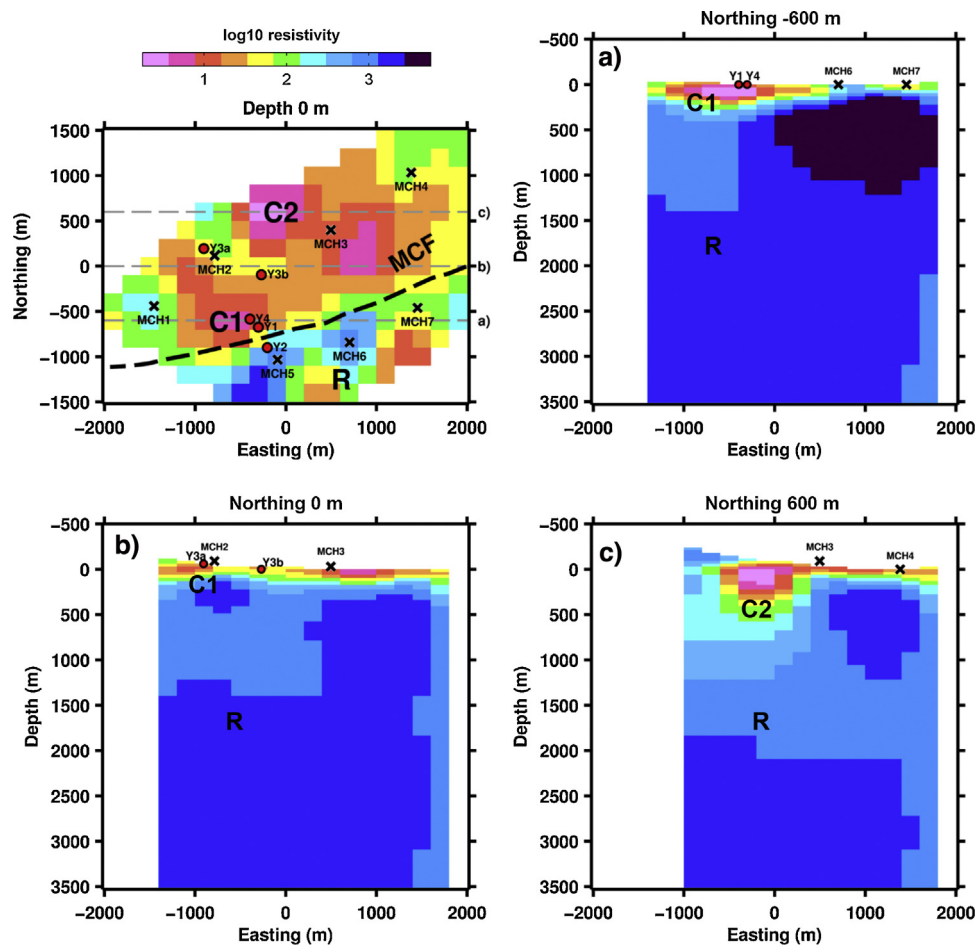 log10 resistivity
1 2 3
Depth 0 m
1500
1000
500
0
−500
−1000
−1500
Northing (m)
−2000 −1000 0 1000 2000
Easting (m)
C2
C1
R
MCF
MCH4
MCH3
Y3a
MCH2
Y3b
MCH1
Y4
Y1
MCH7
Y2
MCH5
MCH6
c)
b)
a)
Northing -600 m
a)
−500
0
500
1000
1500
2000
2500
3000
3500
Depth (m)
−2000 −1000 0 1000 2000
Easting (m)
Y1 Y4
MCH6
MCH7
C1
R
Northing 0 m
b)
−500
0
500
1000
1500
2000
2500
3000
3500
Depth (m)
−2000 −1000 0 1000 2000
Easting (m)
Y3a
MCH2
Y3b
MCH3
C1
R
Northing 600 m
c)
−500
0
500
1000
1500
2000
2500
3000
3500
Depth (m)
−2000 −1000 0 1000 2000
Easting (m)
MCH3
MCH4
C2
R